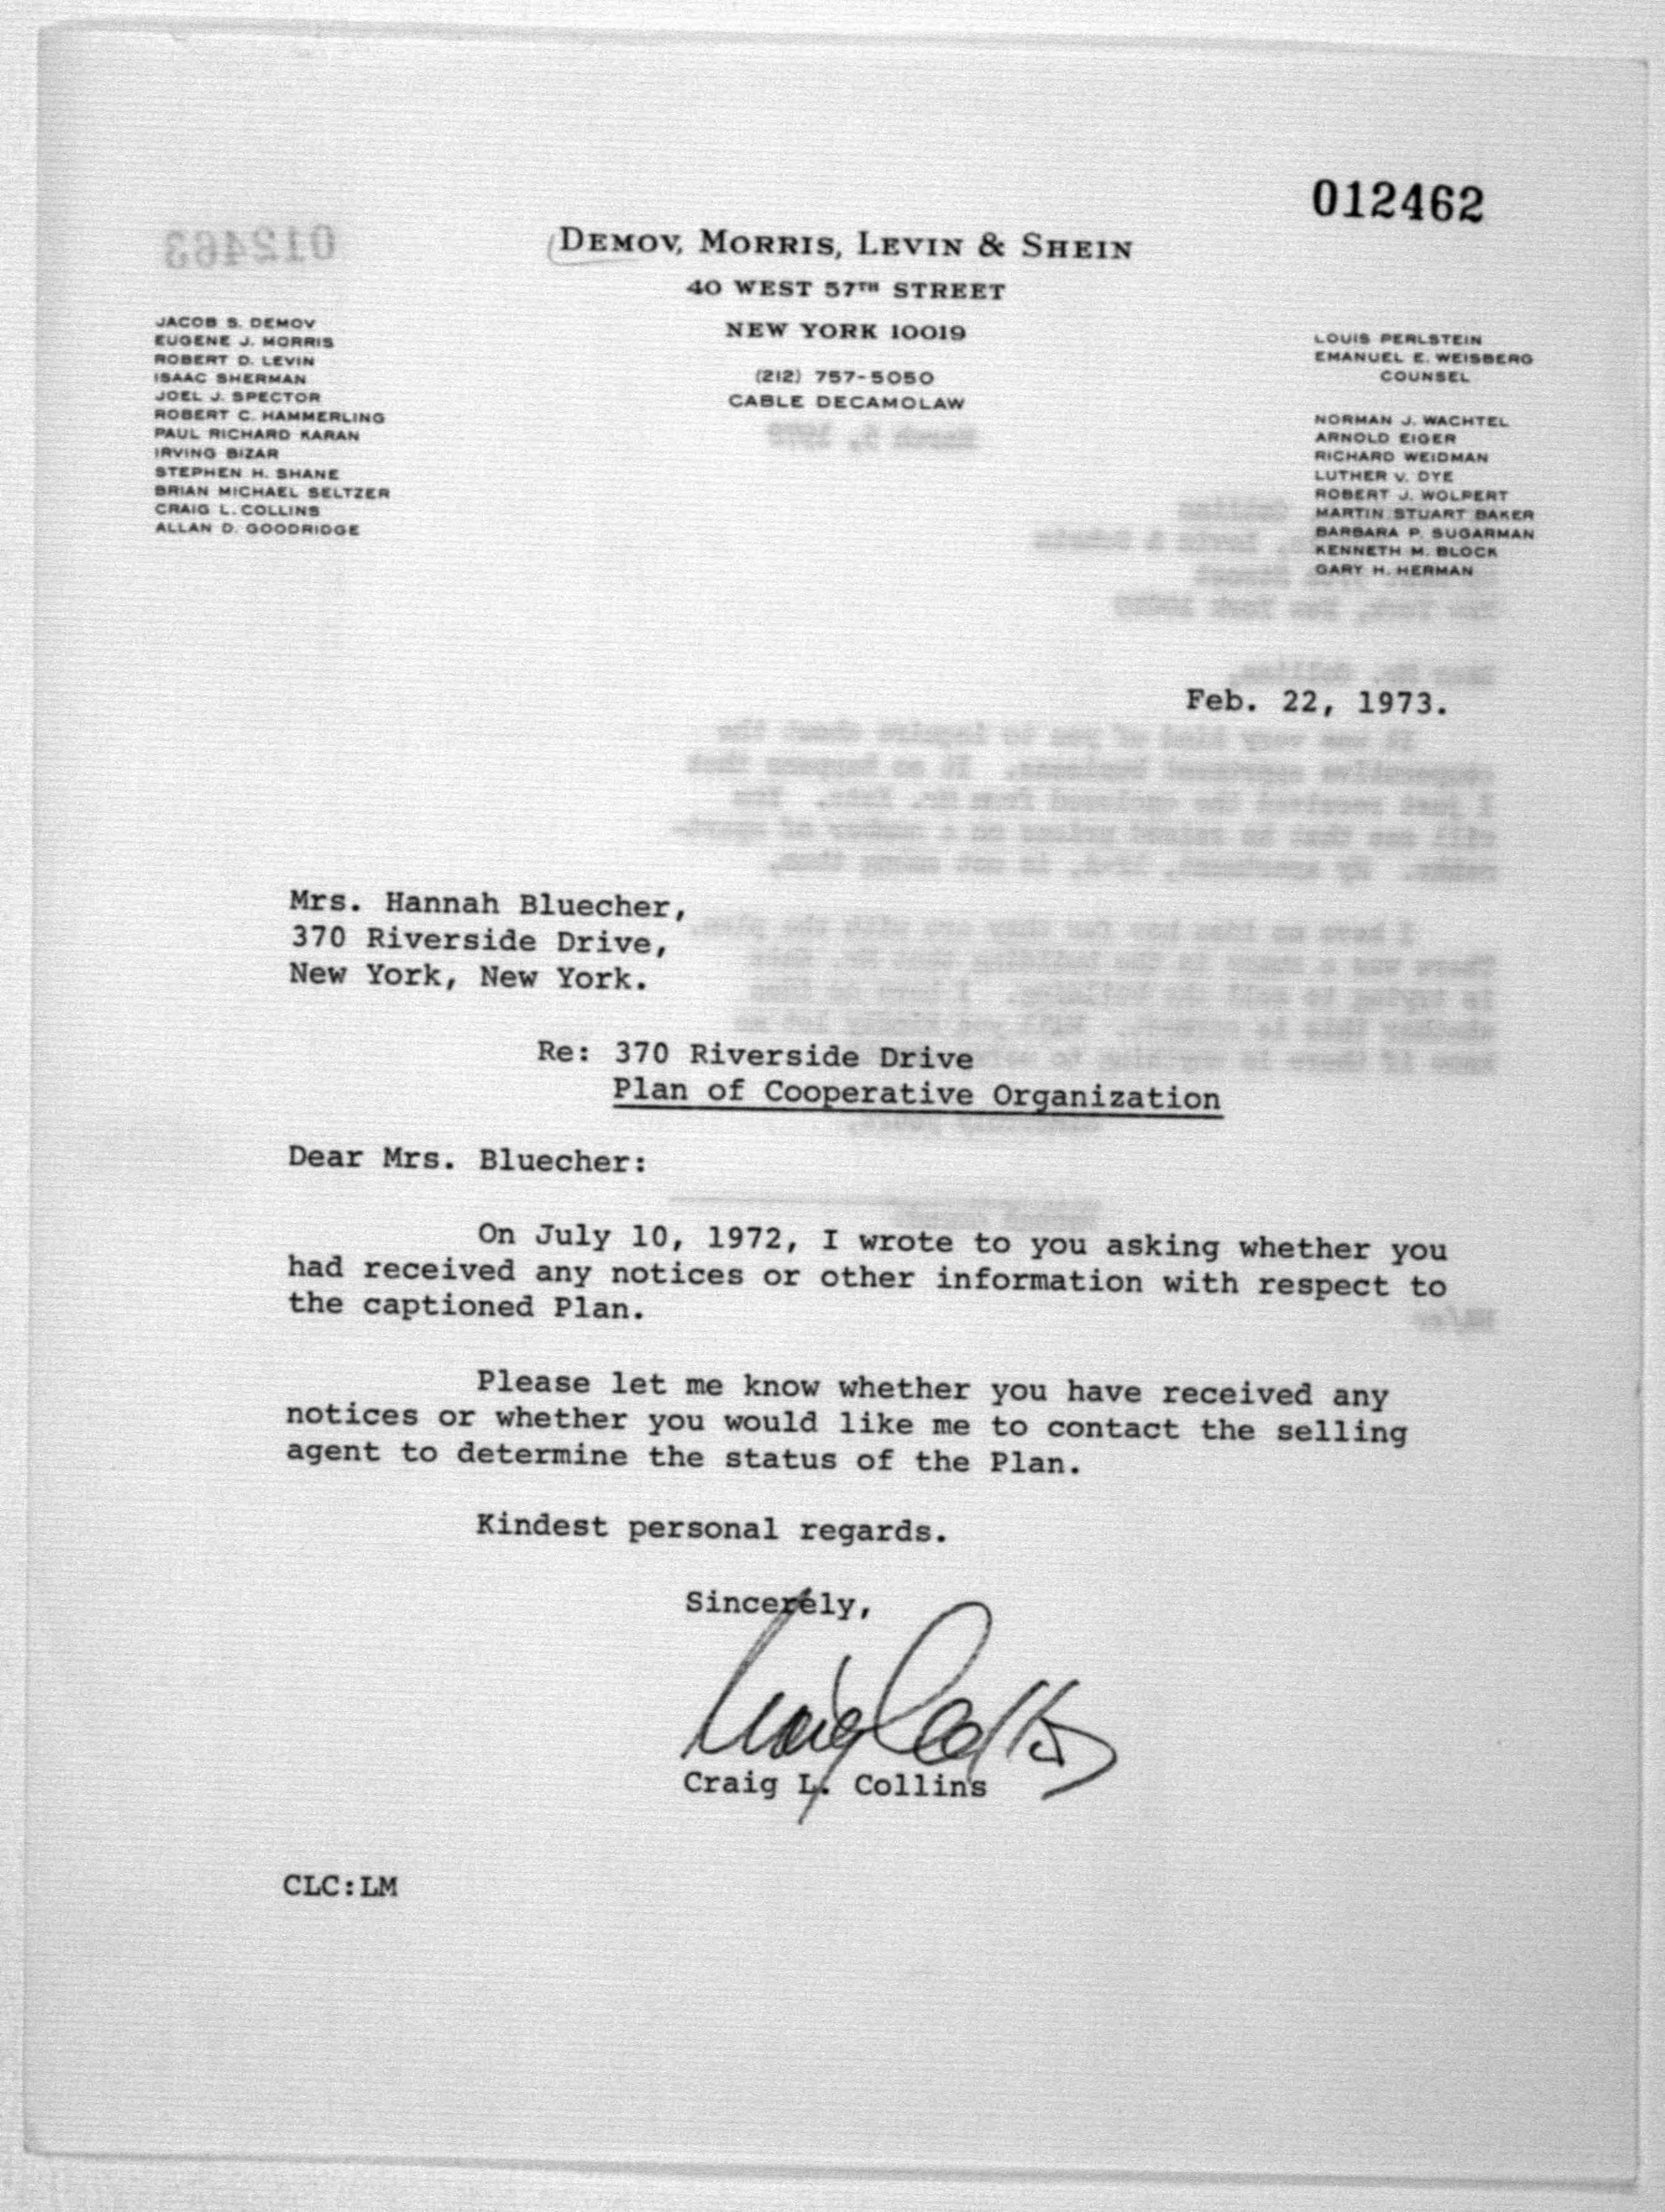 012462
DEMOV, MORRIS, LEVIN & SHEIN
40 WEST 57TH STREET
NEW YORK 10019
(212) 757-5050
CABLE DECAMOLAW
JACOB S. DEMOV
EUGENE J. MORRIS
ROBERT D. LEVIN
ISAAC SHERMAN
JOEL J. SPECTOR
ROBERT C. HAMMERLING
PAUL RICHARD KARAN
IRVING BIZAR
STEPHEN H. SHANE
BRIAN MICHAEL SELTZER
CRAIG L. COLLINS
ALLAN D. GOODRIDGE
LOUIS PERLSTEIN
EMANUEL E. WEISBERG
COUNSEL
NORMAN J. WACHTEL
ARNOLD EIGER
RICHARD WEIDMAN
LUTHER V. DYE
ROBERT J. WOLPERT
MARTIN STUART BAKER
BARBARA P. SUGARMAN
KENNETH M. BLOCK
GARY H. HERMAN
Feb. 22, 1973.
Mrs. Hannah Bluecher,
370 Riverside Drive,
New York, New York.
Re: 370 Riverside Drive
Plan of Cooperative Organization
Dear Mrs. Bluecher:
On July 10, 1972, I wrote to you asking whether you
had received any notices or other information with respect to
the captioned Plan.
Please let me know whether you have received any
notices or whether you would like me to contact the selling
agent to determine the status of the Plan.
Kindest personal regards.
Sincerely,
Craig Collins
Craig L. Collins
CLC:LM